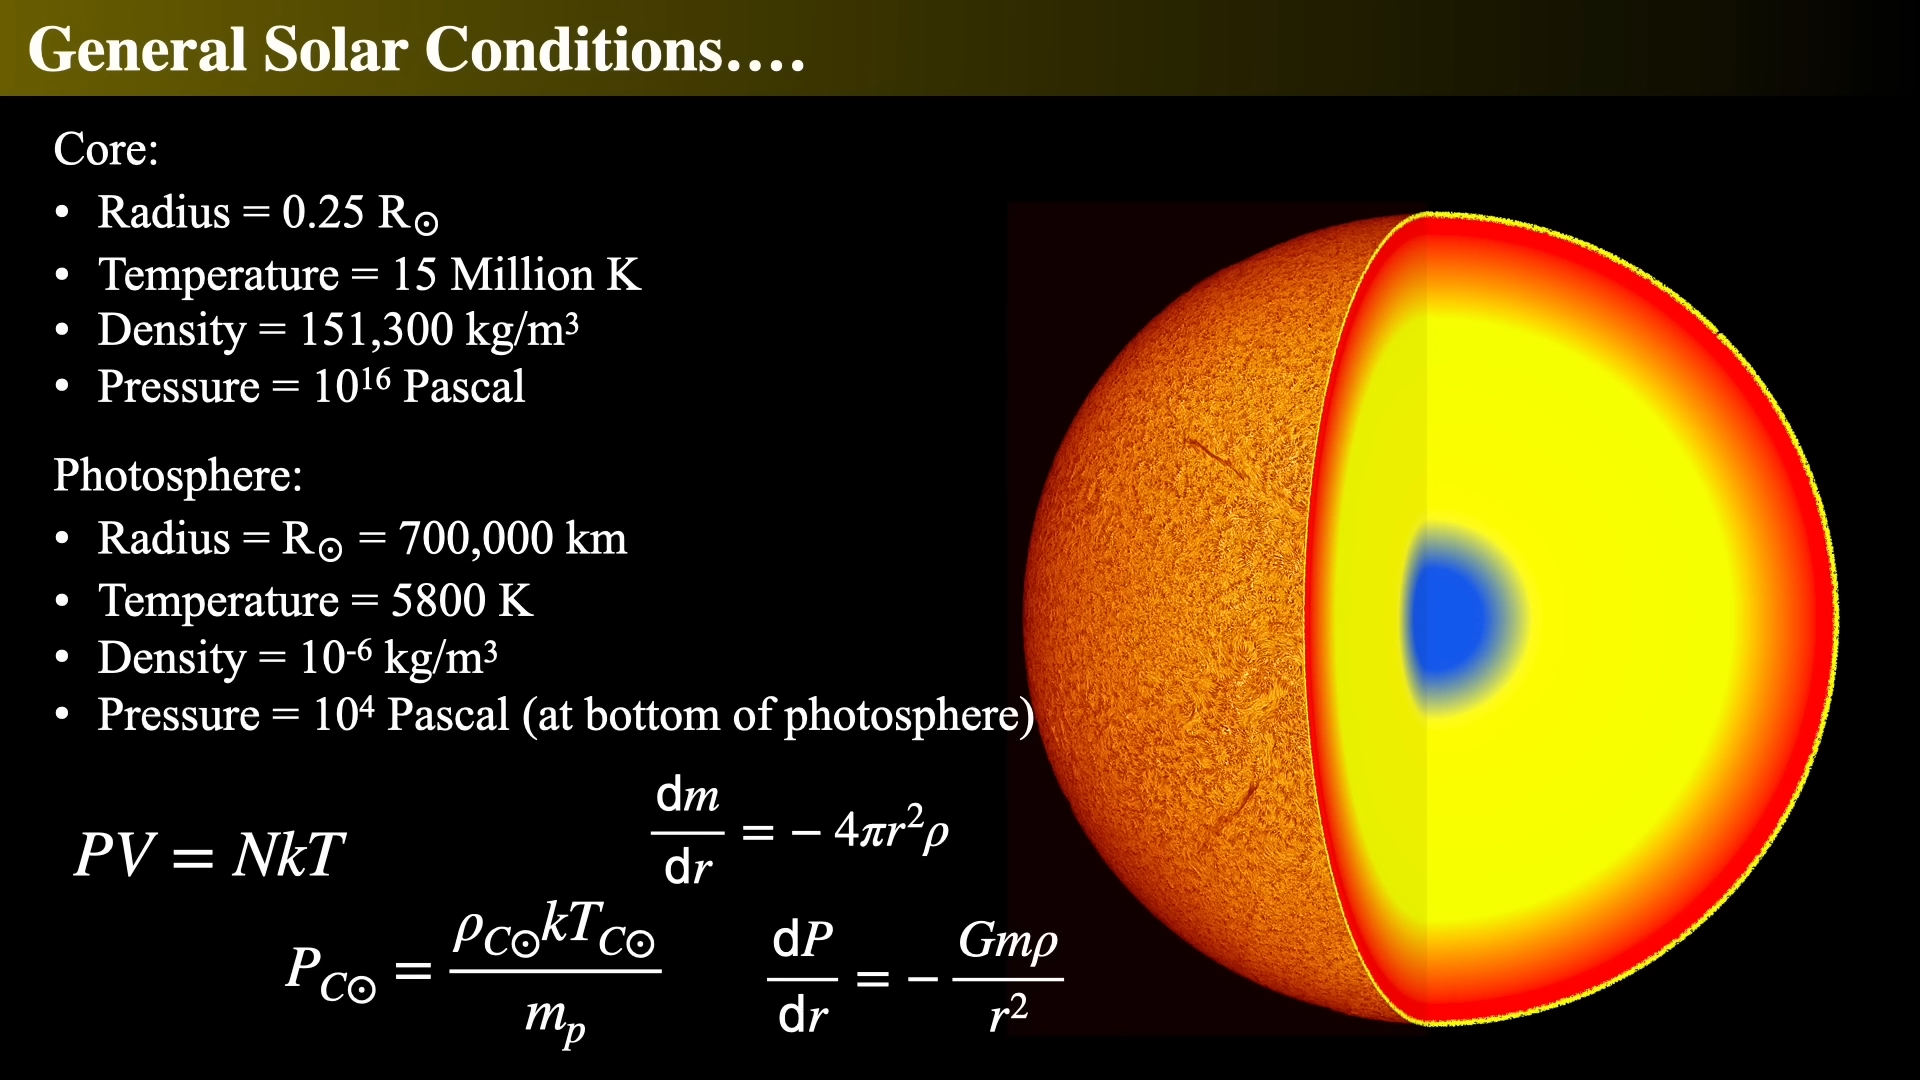 General Solar Conditions….
Core:
• Radius = 0.25 R☉
• Temperature = 15 Million K
• Density = 151,300 kg/m³
• Pressure = 10¹⁶ Pascal
Photosphere:
• Radius = R☉ = 700,000 km
• Temperature = 5800 K
• Density = 10⁻⁶ kg/m³
• Pressure = 10⁴ Pascal (at bottom of photosphere)
PV = NkT
dm/dr = − 4πr²ρ
P_C☉ = ρ_C☉kT_C☉/m_p
dP/dr = − Gmρ/r²